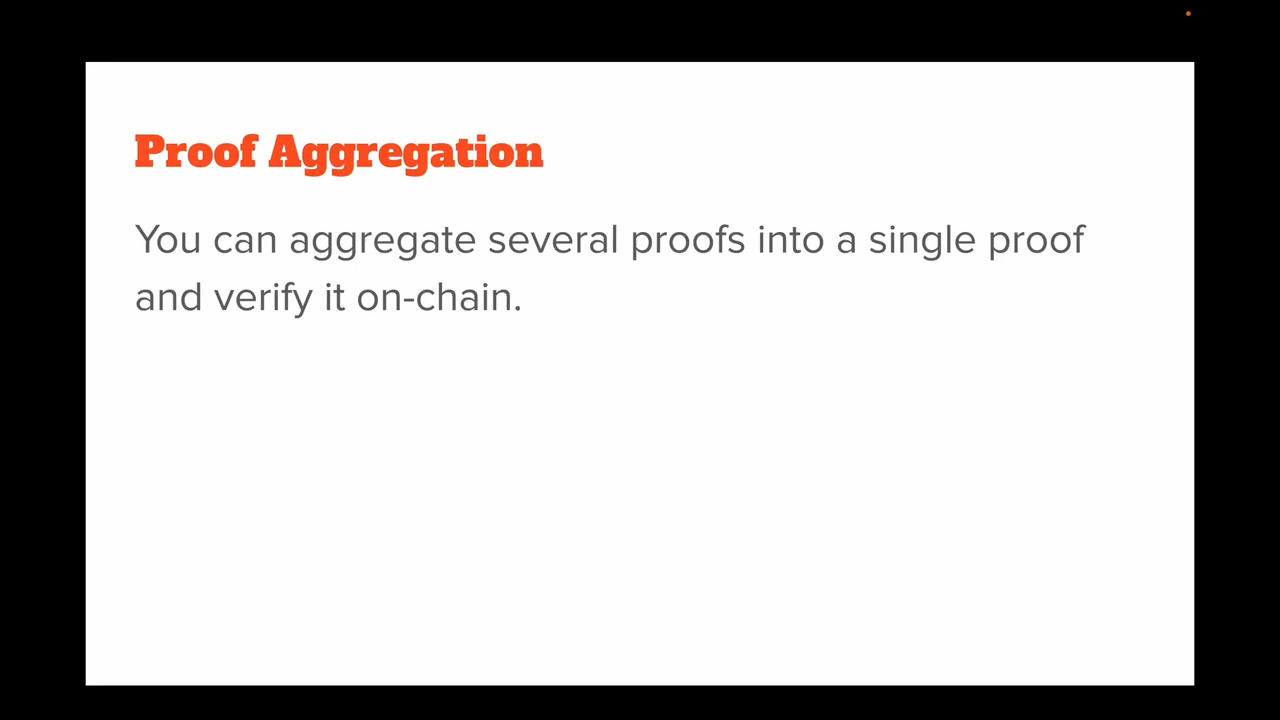 Proof Aggregation
You can aggregate several proofs into a single proof
and verify it on-chain.